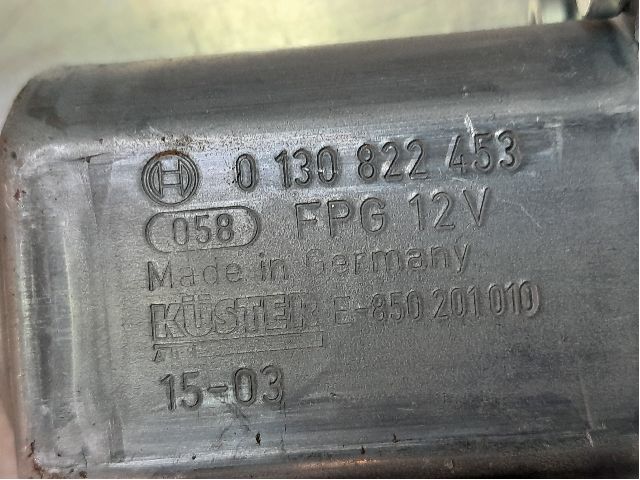 0 130 822 453
058 FPG 12V
Made in Germany
KÜSTER E-850 201 010
15-03